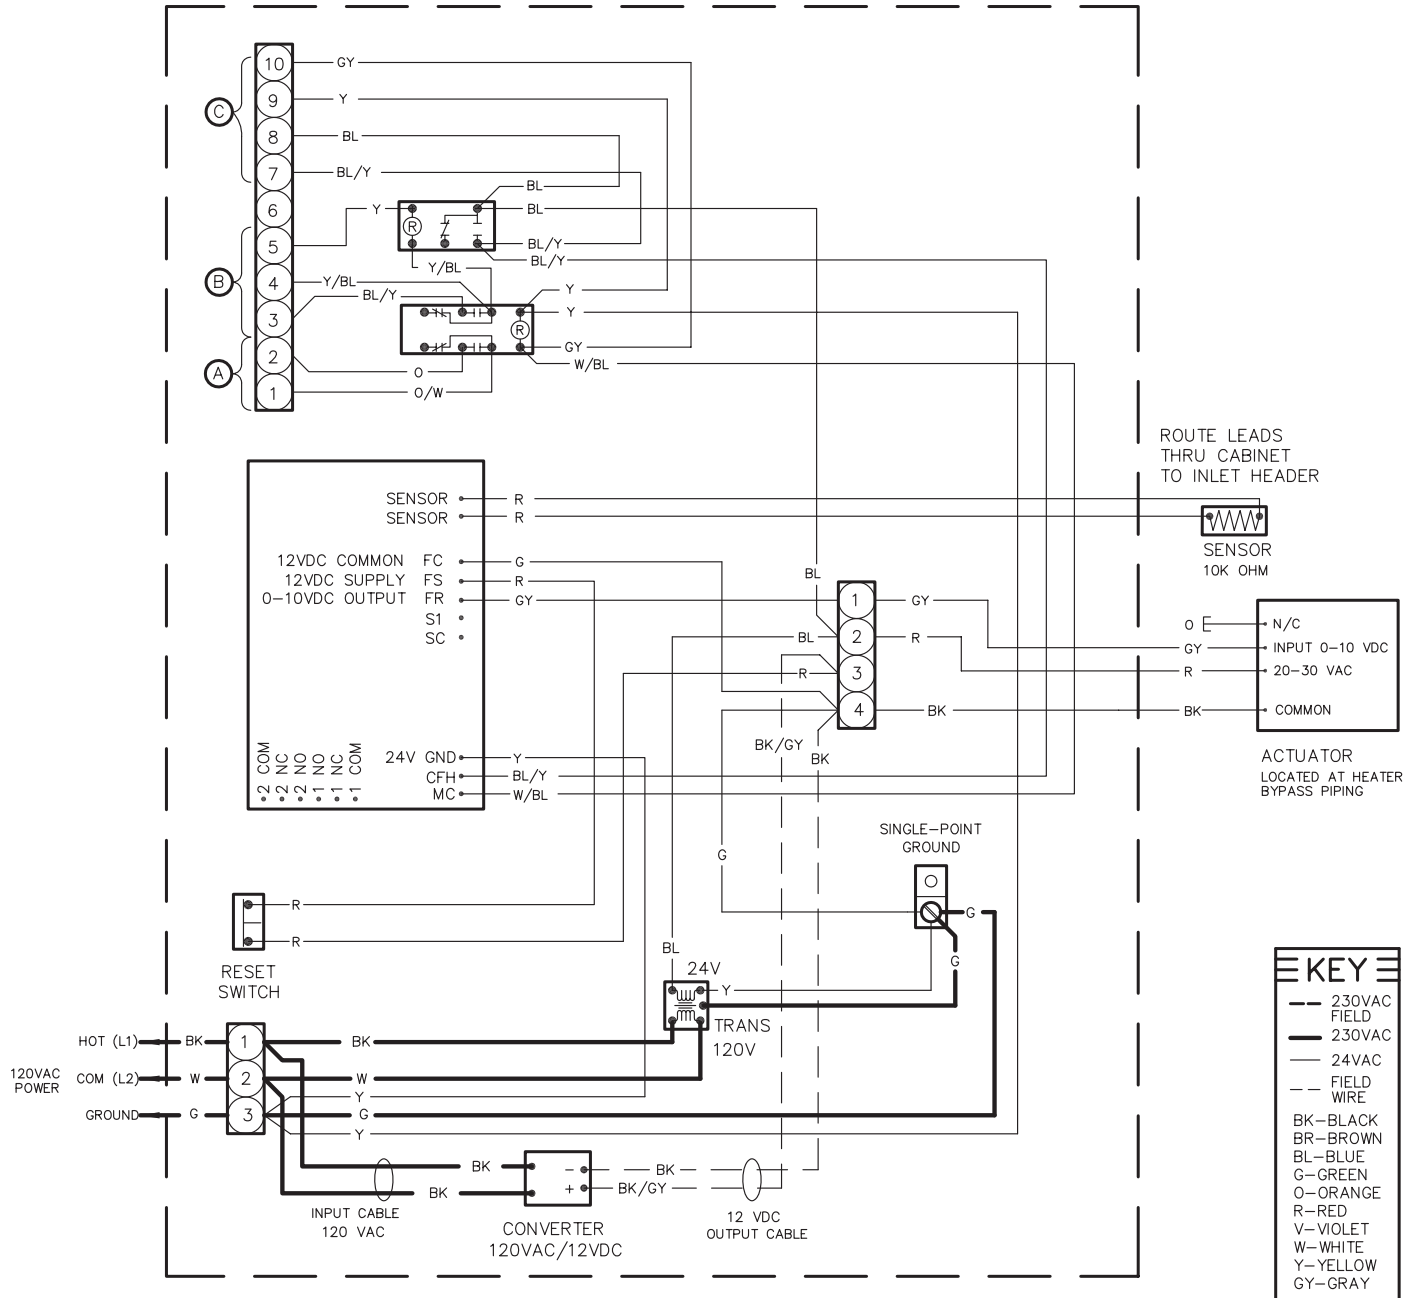 10 GY
9 Y
C
8 BL
7 BL/Y
BL
6
Y
BL
R
5
BL/Y
BL/Y
Y/BL
B
4 Y/BL
BL/Y
Y
3
Y
R
2
GY
W/BL
A
O
1
O/W
ROUTE LEADS
THRU CABINET
TO INLET HEADER
SENSOR R
SENSOR R
SENSOR
10K OHM
12VDC COMMON FC G
12VDC SUPPLY FS R
0-10VDC OUTPUT FR GY
S1
SC
BL
1 GY
BL 2 R
R 3
4 BK
BK/GY
BK
O N/C
GY INPUT 0-10 VDC
R 20-30 VAC
BK COMMON
ACTUATOR
LOCATED AT HEATER
BYPASS PIPING
24V GND Y
CFH BL/Y
MC W/BL
2 COM
2 NC
2 NO
1 NO
1 NC
1 COM
SINGLE-POINT
GROUND
G
G
G
R
R
RESET
SWITCH
BL
24V
Y
TRANS
120V
120VAC
POWER
HOT (L1) BK 1 BK
COM (L2) W 2 W
Y
GROUND G 3 G
Y
BK
BK
INPUT CABLE
120 VAC
- BK
+ BK/GY
CONVERTER
120VAC/12VDC
12 VDC
OUTPUT CABLE
KEY
230VAC
FIELD
230VAC
24VAC
FIELD
WIRE
BK-BLACK
BR-BROWN
BL-BLUE
G-GREEN
O-ORANGE
R-RED
V-VIOLET
W-WHITE
Y-YELLOW
GY-GRAY